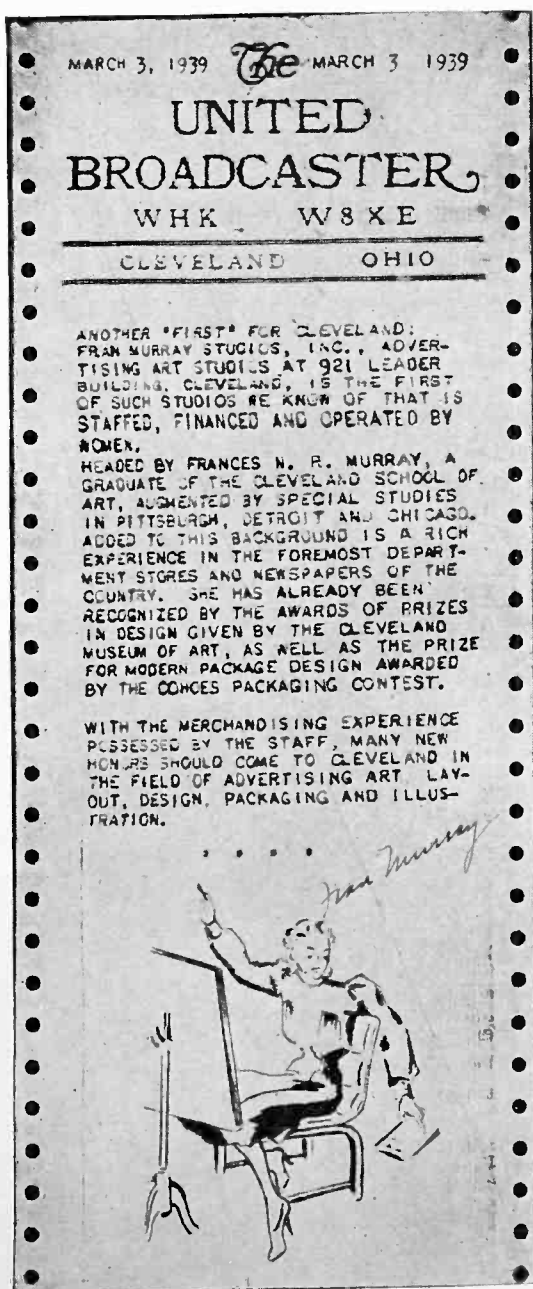 MARCH 3, 1939 The MARCH 3 1939
UNITED
BROADCASTER
WHK W8XE
CLEVELAND OHIO
ANOTHER "FIRST" FOR CLEVELAND:
FRAN MURRAY STUDIOS, INC., ADVER-
TISING ART STUDIOS AT 921 LEADER
BUILDING, CLEVELAND, IS THE FIRST
OF SUCH STUDIOS WE KNOW OF THAT IS
STAFFED, FINANCED AND OPERATED BY
WOMEN.
HEADED BY FRANCES N. R. MURRAY, A
GRADUATE OF THE CLEVELAND SCHOOL OF
ART, AUGMENTED BY SPECIAL STUDIES
IN PITTSBURGH, DETROIT AND CHICAGO.
ADDED TO THIS BACKGROUND IS A RICH
EXPERIENCE IN THE FOREMOST DEPART-
MENT STORES AND NEWSPAPERS OF THE
COUNTRY. SHE HAS ALREADY BEEN
RECOGNIZED BY THE AWARDS OF PRIZES
IN DESIGN GIVEN BY THE CLEVELAND
MUSEUM OF ART, AS WELL AS THE PRIZE
FOR MODERN PACKAGE DESIGN AWARDED
BY THE CONCES PACKAGING CONTEST.
WITH THE MERCHANDISING EXPERIENCE
POSSESSED BY THE STAFF, MANY NEW
HONORS SHOULD COME TO CLEVELAND IN
THE FIELD OF ADVERTISING ART, LAY-
OUT, DESIGN, PACKAGING AND ILLUS-
TRATION.
Fran Murray